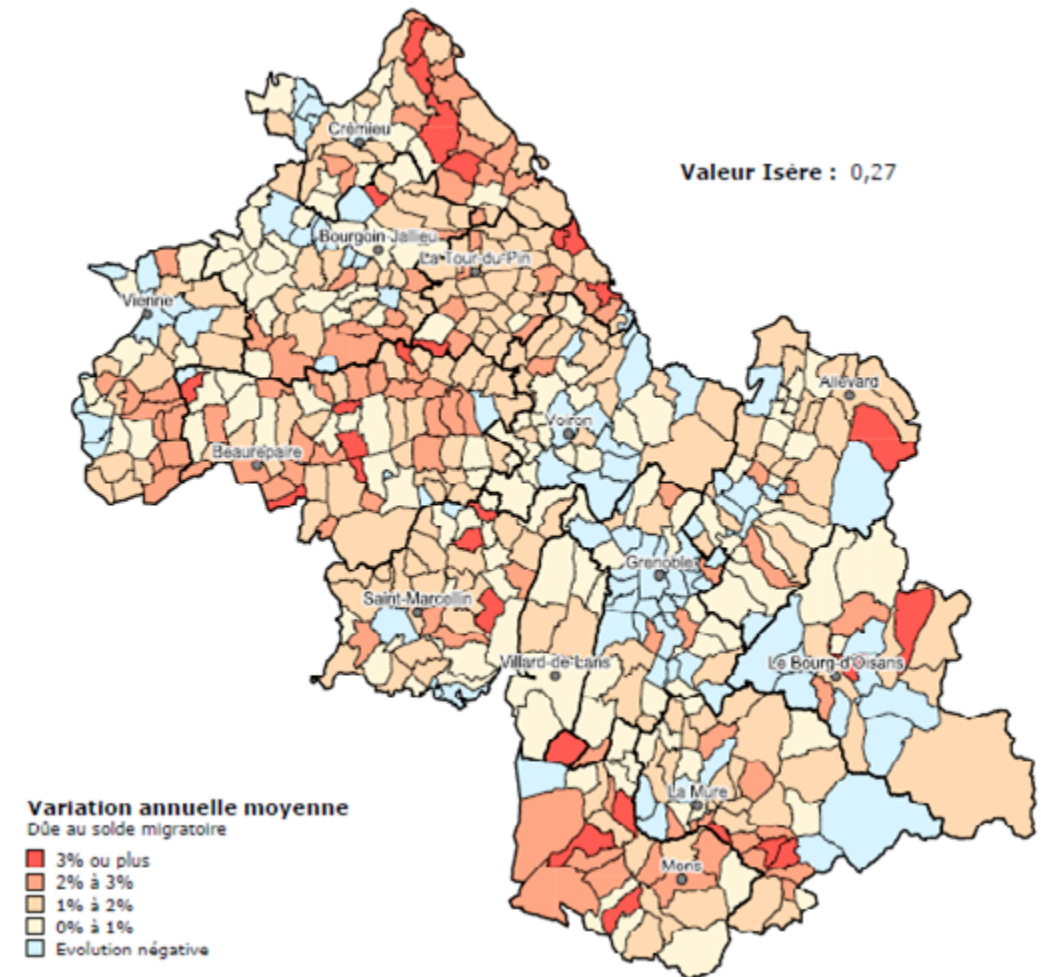 Crémieu
Valeur Isère : 0,27
Bourgoin-Jallieu
La Tour-du-Pin
Vienne
Allevard
Voiron
Beaurepaire
Grenoble
Saint-Marcellin
Villard-de-Lans
Le Bourg-d'Oisans
La Mure
Mens
Variation annuelle moyenne
Dûe au solde migratoire
3% ou plus
2% à 3%
1% à 2%
0% à 1%
Evolution négative